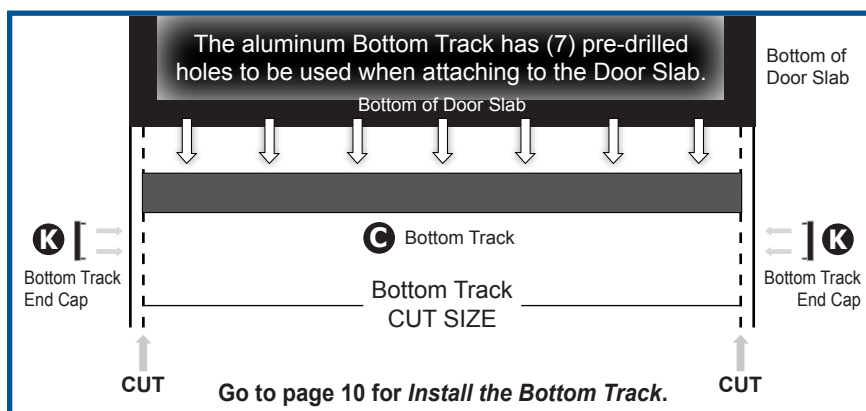 The aluminum Bottom Track has (7) pre-drilled
holes to be used when attaching to the Door Slab.
Bottom of Door Slab
Bottom of
Door Slab
K
Bottom Track
End Cap
C Bottom Track
K
Bottom Track
End Cap
Bottom Track
CUT SIZE
CUT
CUT
Go to page 10 for Install the Bottom Track.